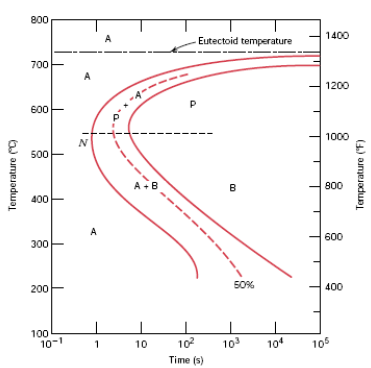 800
700
600
500
400
300
200
100
Temperature (°C)
1400
1200
1000
800
600
400
Temperature (°F)
A
Eutectoid temperature
A
A
+
P
P
N
A + B
B
A
50%
10⁻¹ 1 10 10² 10³ 10⁴ 10⁵
Time (s)